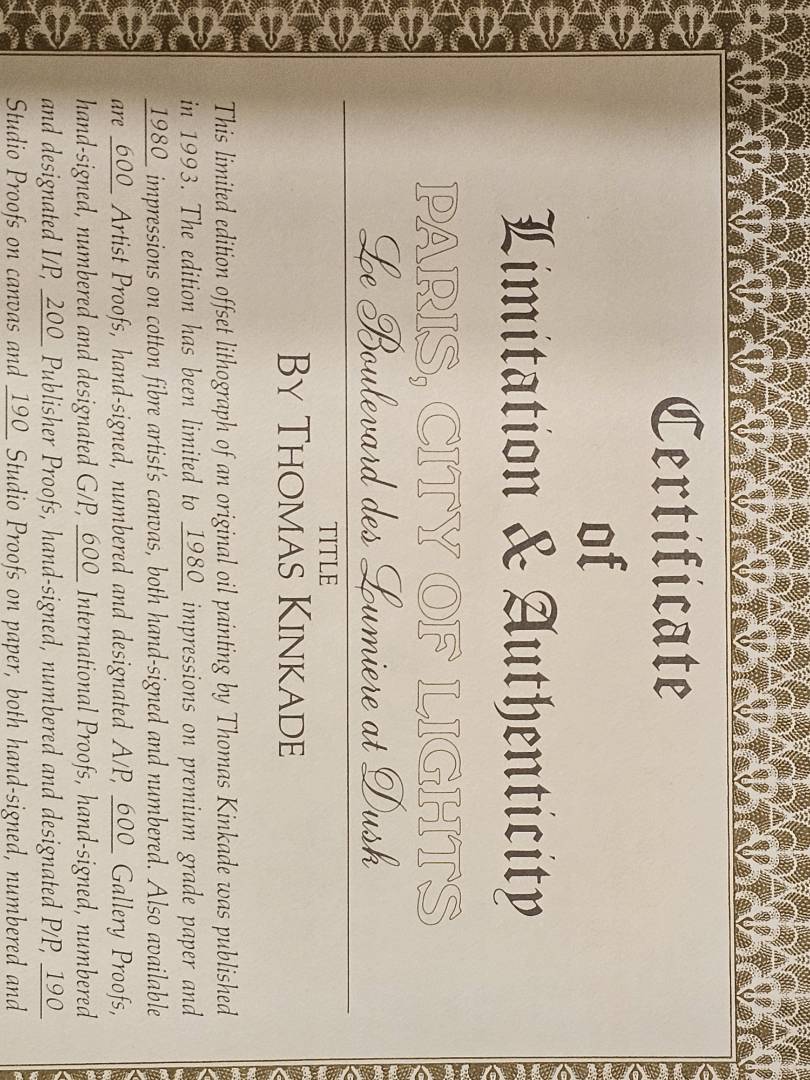 Certificate
of
Limitation & Authenticity
PARIS, CITY OF LIGHTS
Le Boulevard des Lumiere at Dusk
TITLE
BY THOMAS KINKADE
This limited edition offset lithograph of an original oil painting by Thomas Kinkade was published
in 1993. The edition has been limited to 1980 impressions on premium grade paper and
1980 impressions on cotton fibre artist's canvas, both hand-signed and numbered. Also available
are 600 Artist Proofs, hand-signed, numbered and designated A/P, 600 Gallery Proofs,
hand-signed, numbered and designated G/P, 600 International Proofs, hand-signed, numbered
and designated I/P, 200 Publisher Proofs, hand-signed, numbered and designated P/P, 190
Studio Proofs on canvas and 190 Studio Proofs on paper, both hand-signed, numbered and